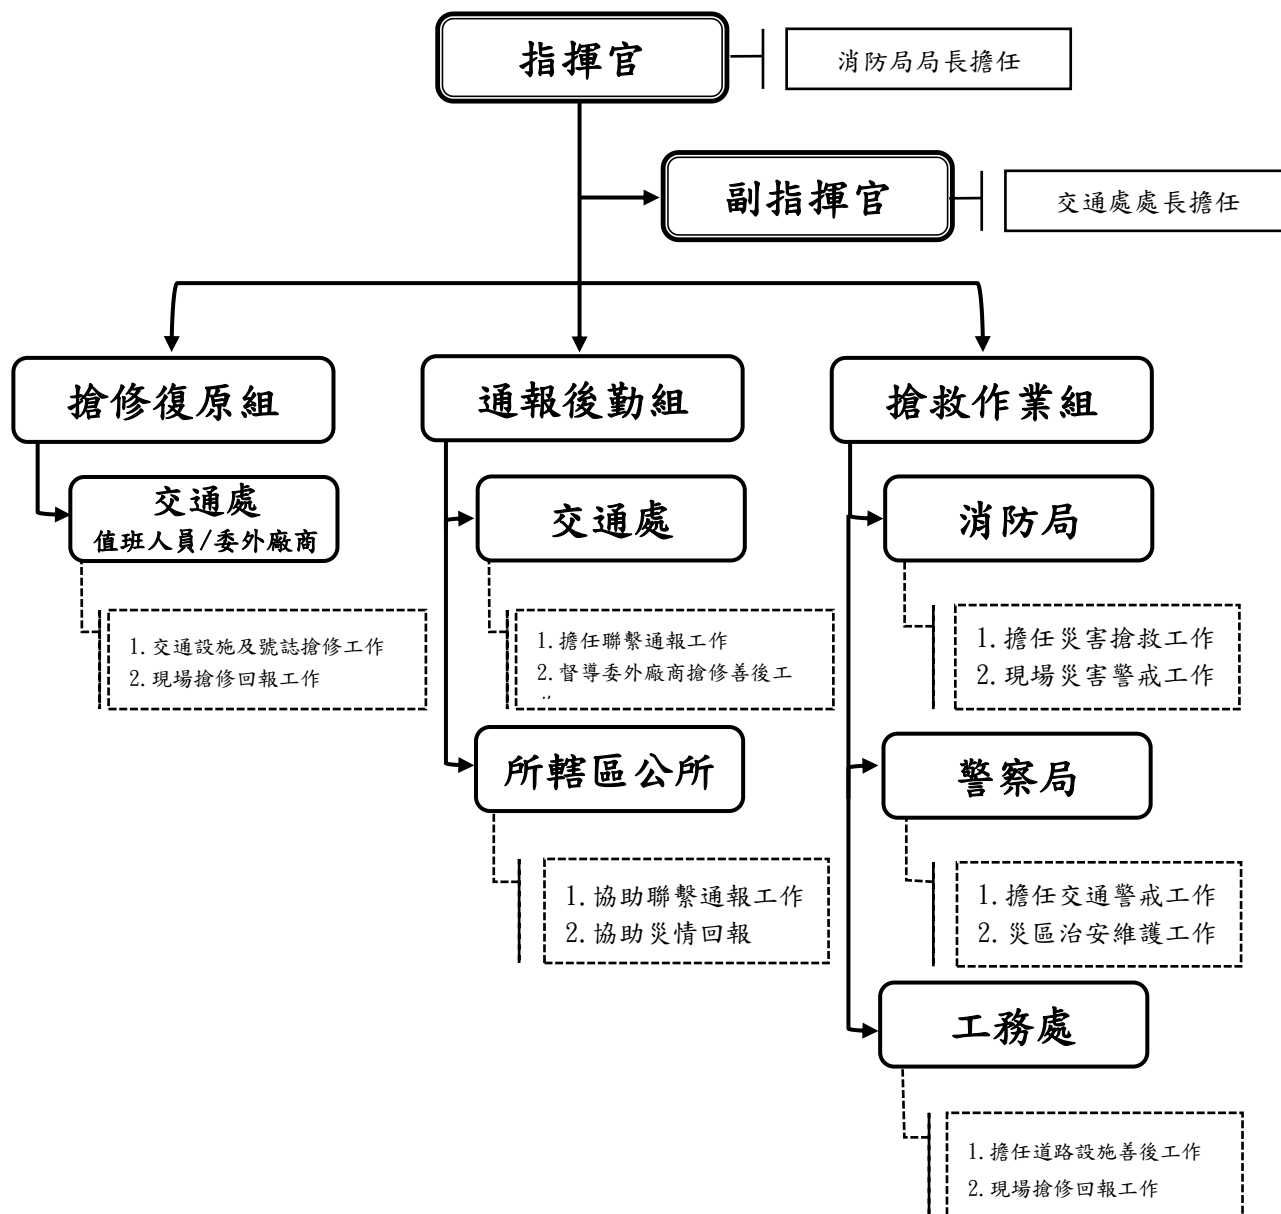 指揮官
消防局局長擔任
副指揮官
交通處處長擔任
搶修復原組
通報後勤組
搶救作業組
交通處
值班人員/委外廠商
1.交通設施及號誌搶修工作
2.現場搶修回報工作
交通處
1.擔任聯繫通報工作
2.督導委外廠商搶修善後工
所轄區公所
1.協助聯繫通報工作
2.協助災情回報
消防局
1.擔任災害搶救工作
2.現場災害警戒工作
警察局
1.擔任交通警戒工作
2.災區治安維護工作
工務處
1.擔任道路設施善後工作
2.現場搶修回報工作